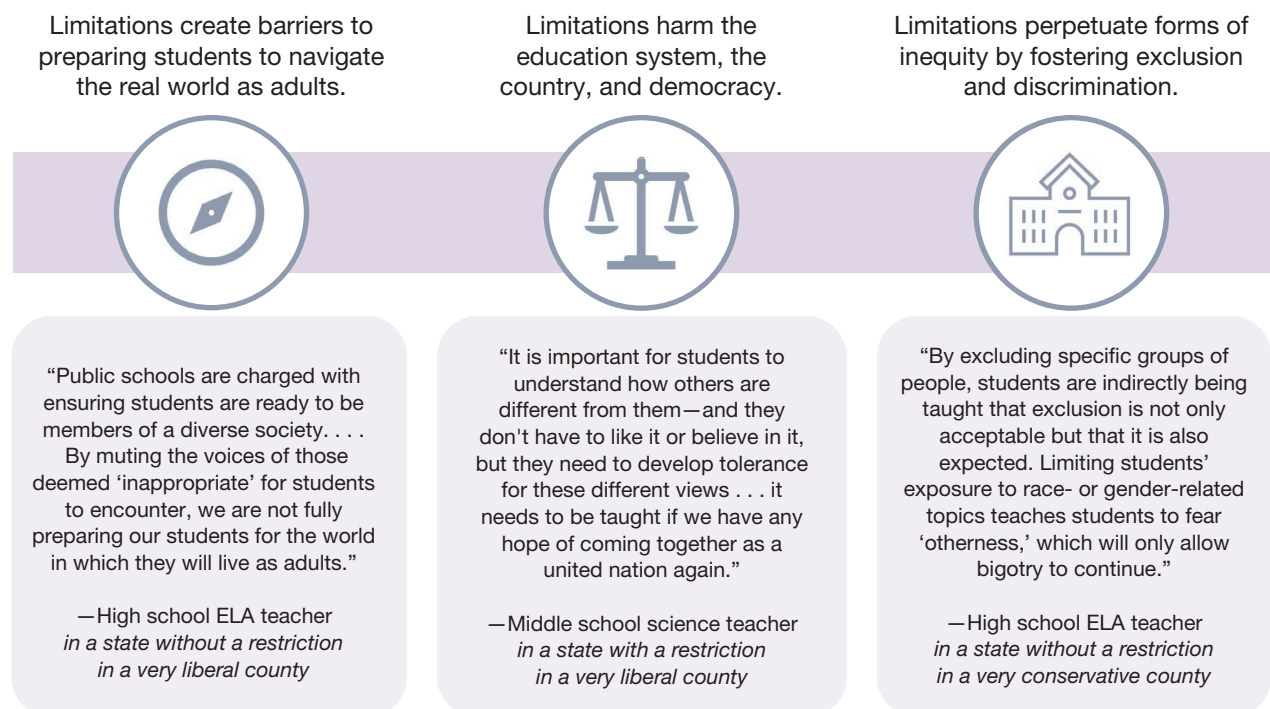 Limitations create barriers to
preparing students to navigate
the real world as adults.
Limitations harm the
education system, the
country, and democracy.
Limitations perpetuate forms of
inequity by fostering exclusion
and discrimination.
“Public schools are charged with
ensuring students are ready to be
members of a diverse society. . . .
By muting the voices of those
deemed ‘inappropriate’ for students
to encounter, we are not fully
preparing our students for the world
in which they will live as adults.”
—High school ELA teacher
in a state without a restriction
in a very liberal county
“It is important for students to
understand how others are
different from them—and they
don't have to like it or believe in it,
but they need to develop tolerance
for these different views . . . it
needs to be taught if we have any
hope of coming together as a
united nation again.”
—Middle school science teacher
in a state with a restriction
in a very liberal county
“By excluding specific groups of
people, students are indirectly being
taught that exclusion is not only
acceptable but that it is also
expected. Limiting students’
exposure to race- or gender-related
topics teaches students to fear
‘otherness,’ which will only allow
bigotry to continue.”
—High school ELA teacher
in a state without a restriction
in a very conservative county